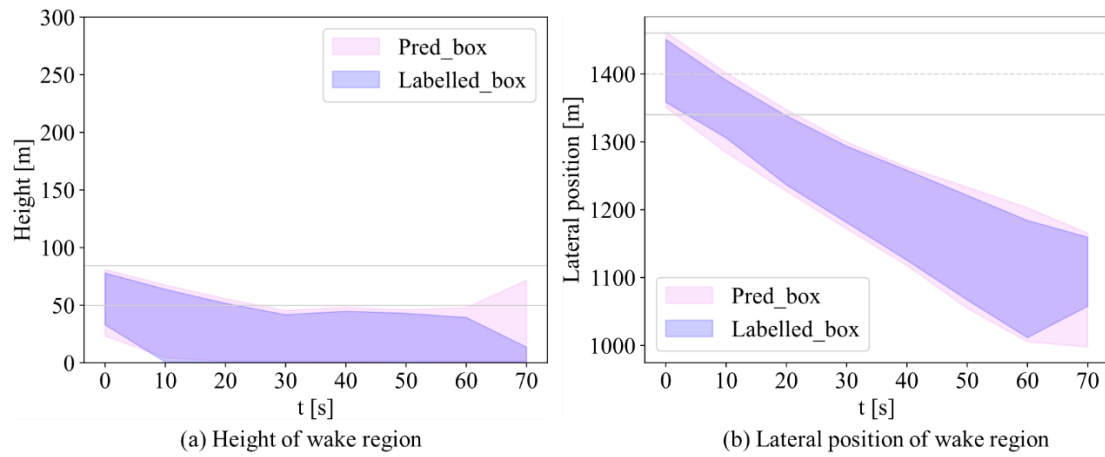 300
250
200
150
100
50
0
Height [m]
Pred_box
Labelled_box
0 10 20 30 40 50 60 70
t [s]
(a) Height of wake region
1400
1300
1200
1100
1000
Lateral position [m]
Pred_box
Labelled_box
0 10 20 30 40 50 60 70
t [s]
(b) Lateral position of wake region